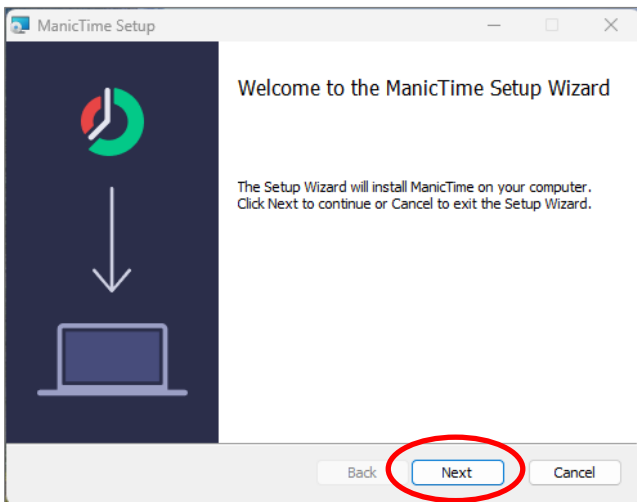 ManicTime Setup
Welcome to the ManicTime Setup Wizard
The Setup Wizard will install ManicTime on your computer.
Click Next to continue or Cancel to exit the Setup Wizard.
Back Next Cancel